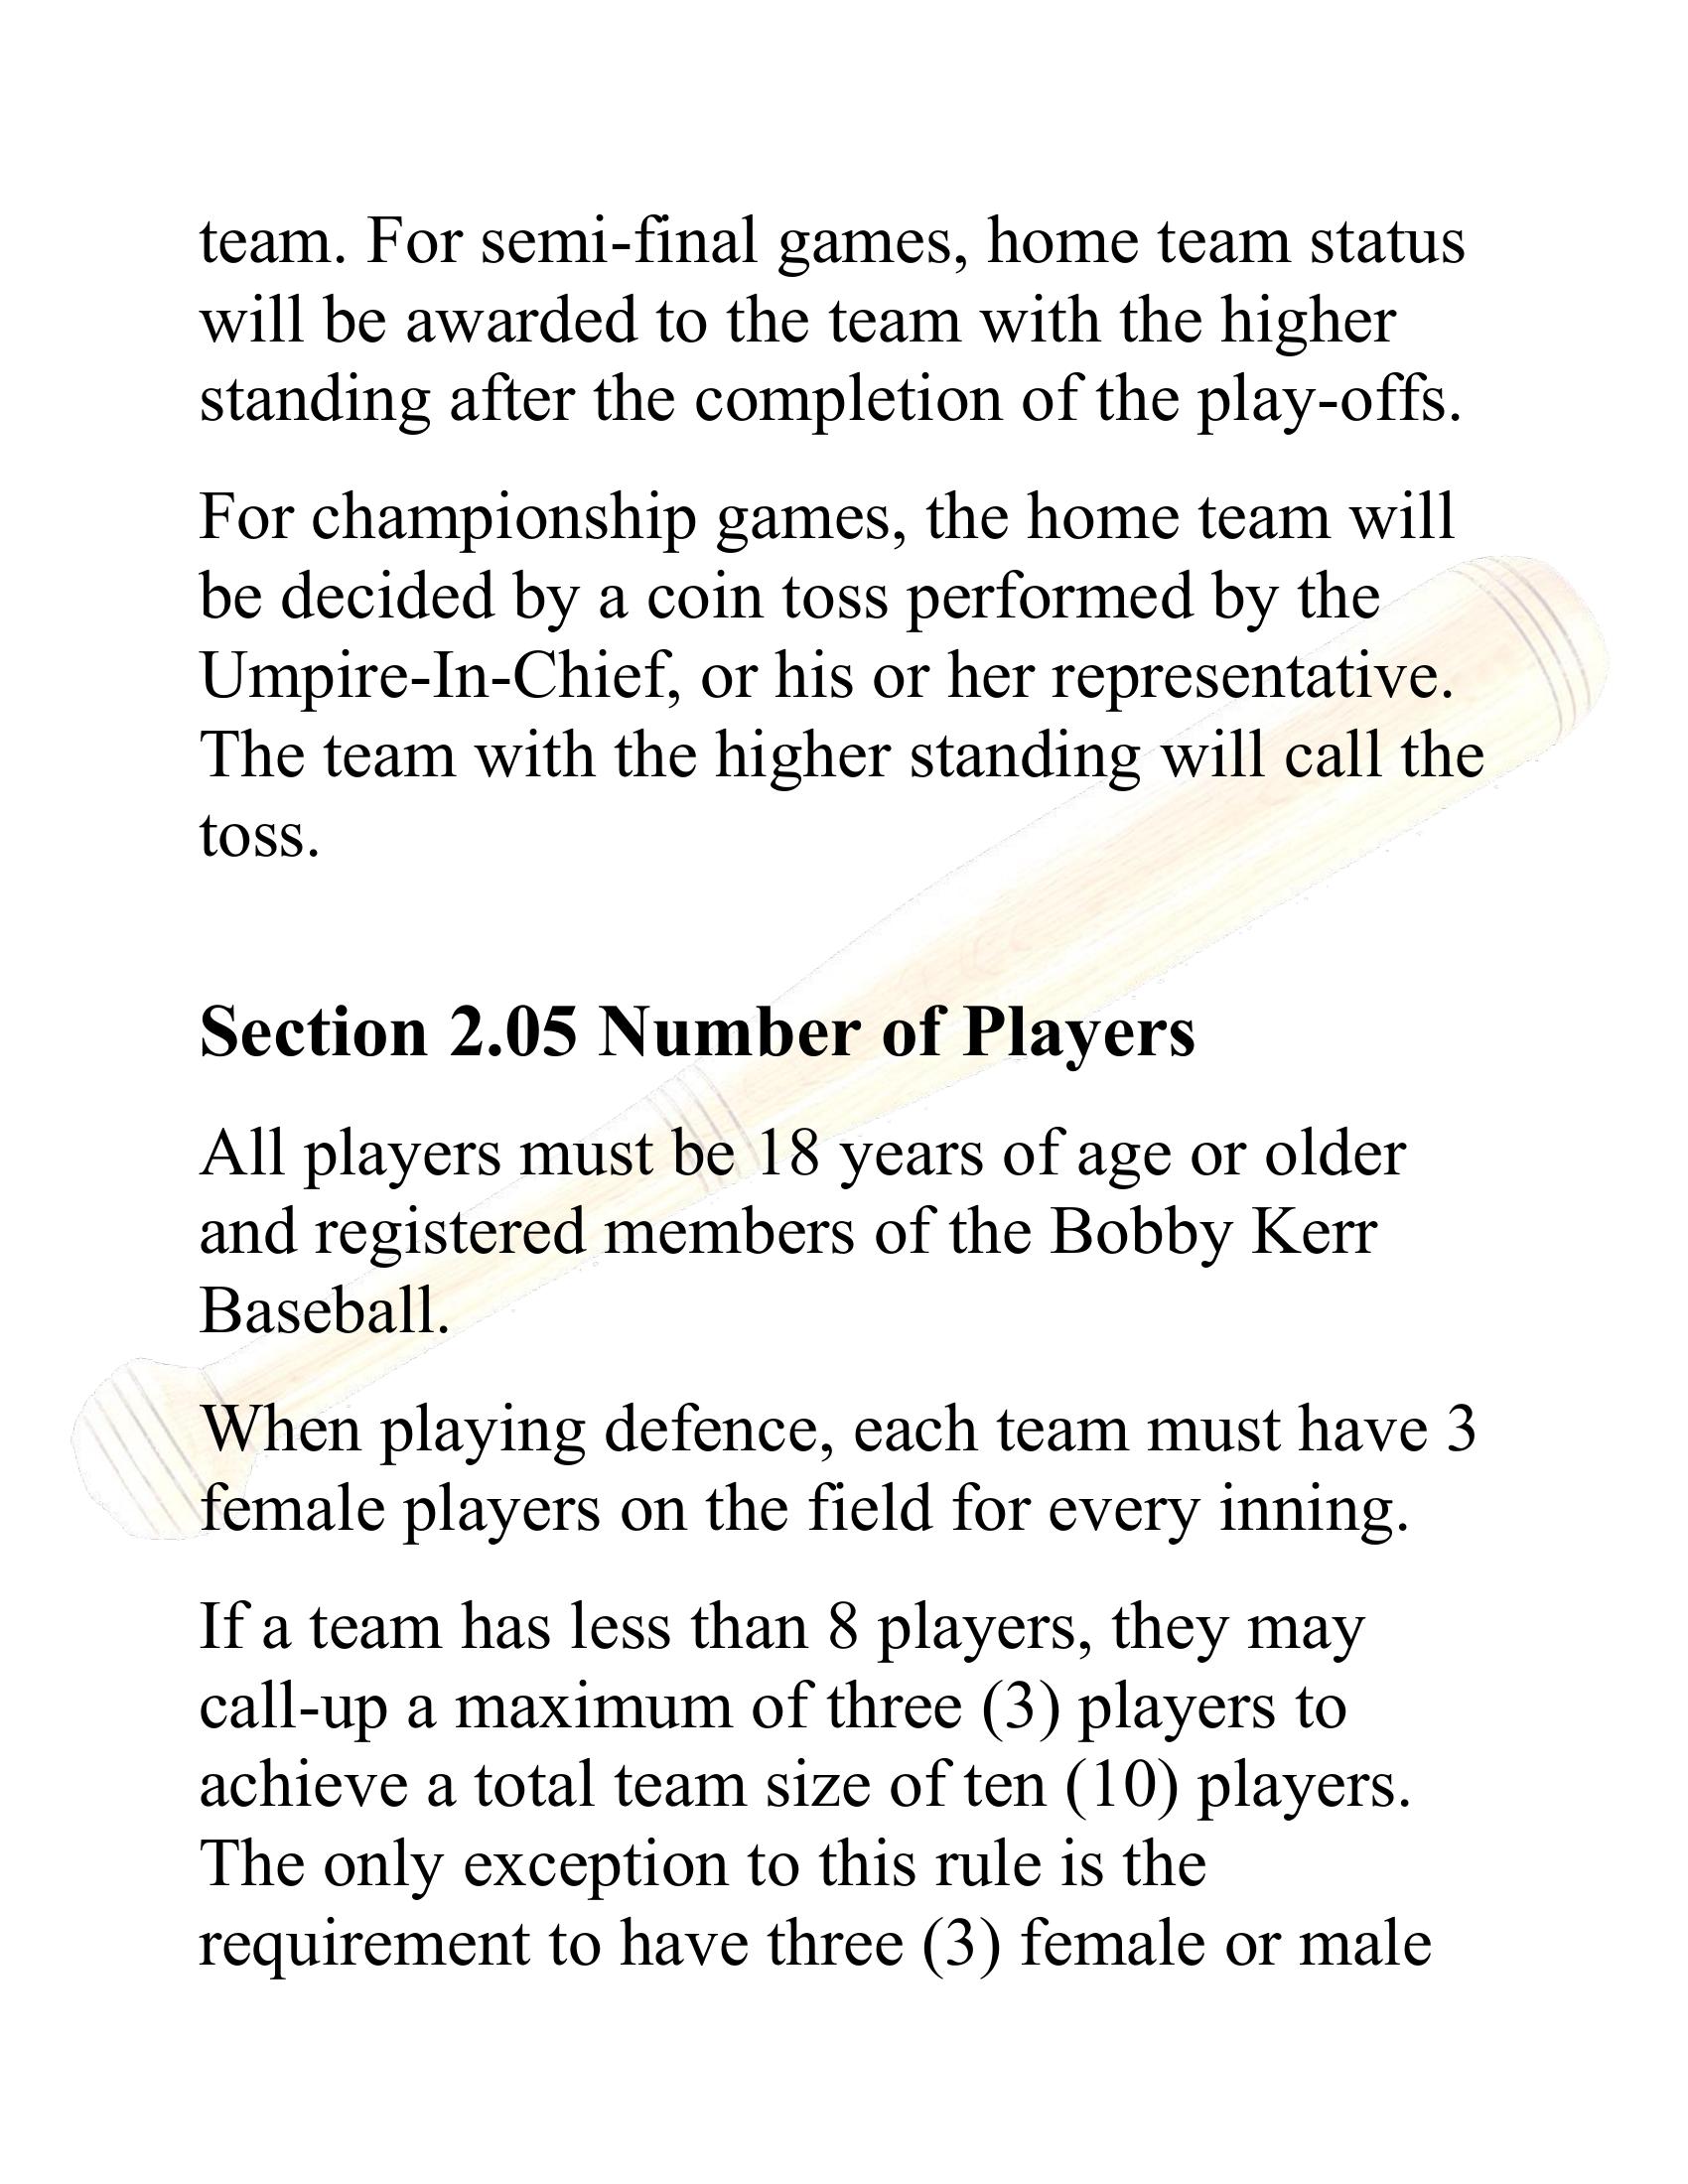 team. For semi-final games, home team status
will be awarded to the team with the higher
standing after the completion of the play-offs.
For championship games, the home team will
be decided by a coin toss performed by the
Umpire-In-Chief, or his or her representative.
The team with the higher standing will call the
toss.
Section 2.05 Number of Players
All players must be 18 years of age or older
and registered members of the Bobby Kerr
Baseball.
When playing defence, each team must have 3
female players on the field for every inning.
If a team has less than 8 players, they may
call-up a maximum of three (3) players to
achieve a total team size of ten (10) players.
The only exception to this rule is the
requirement to have three (3) female or male